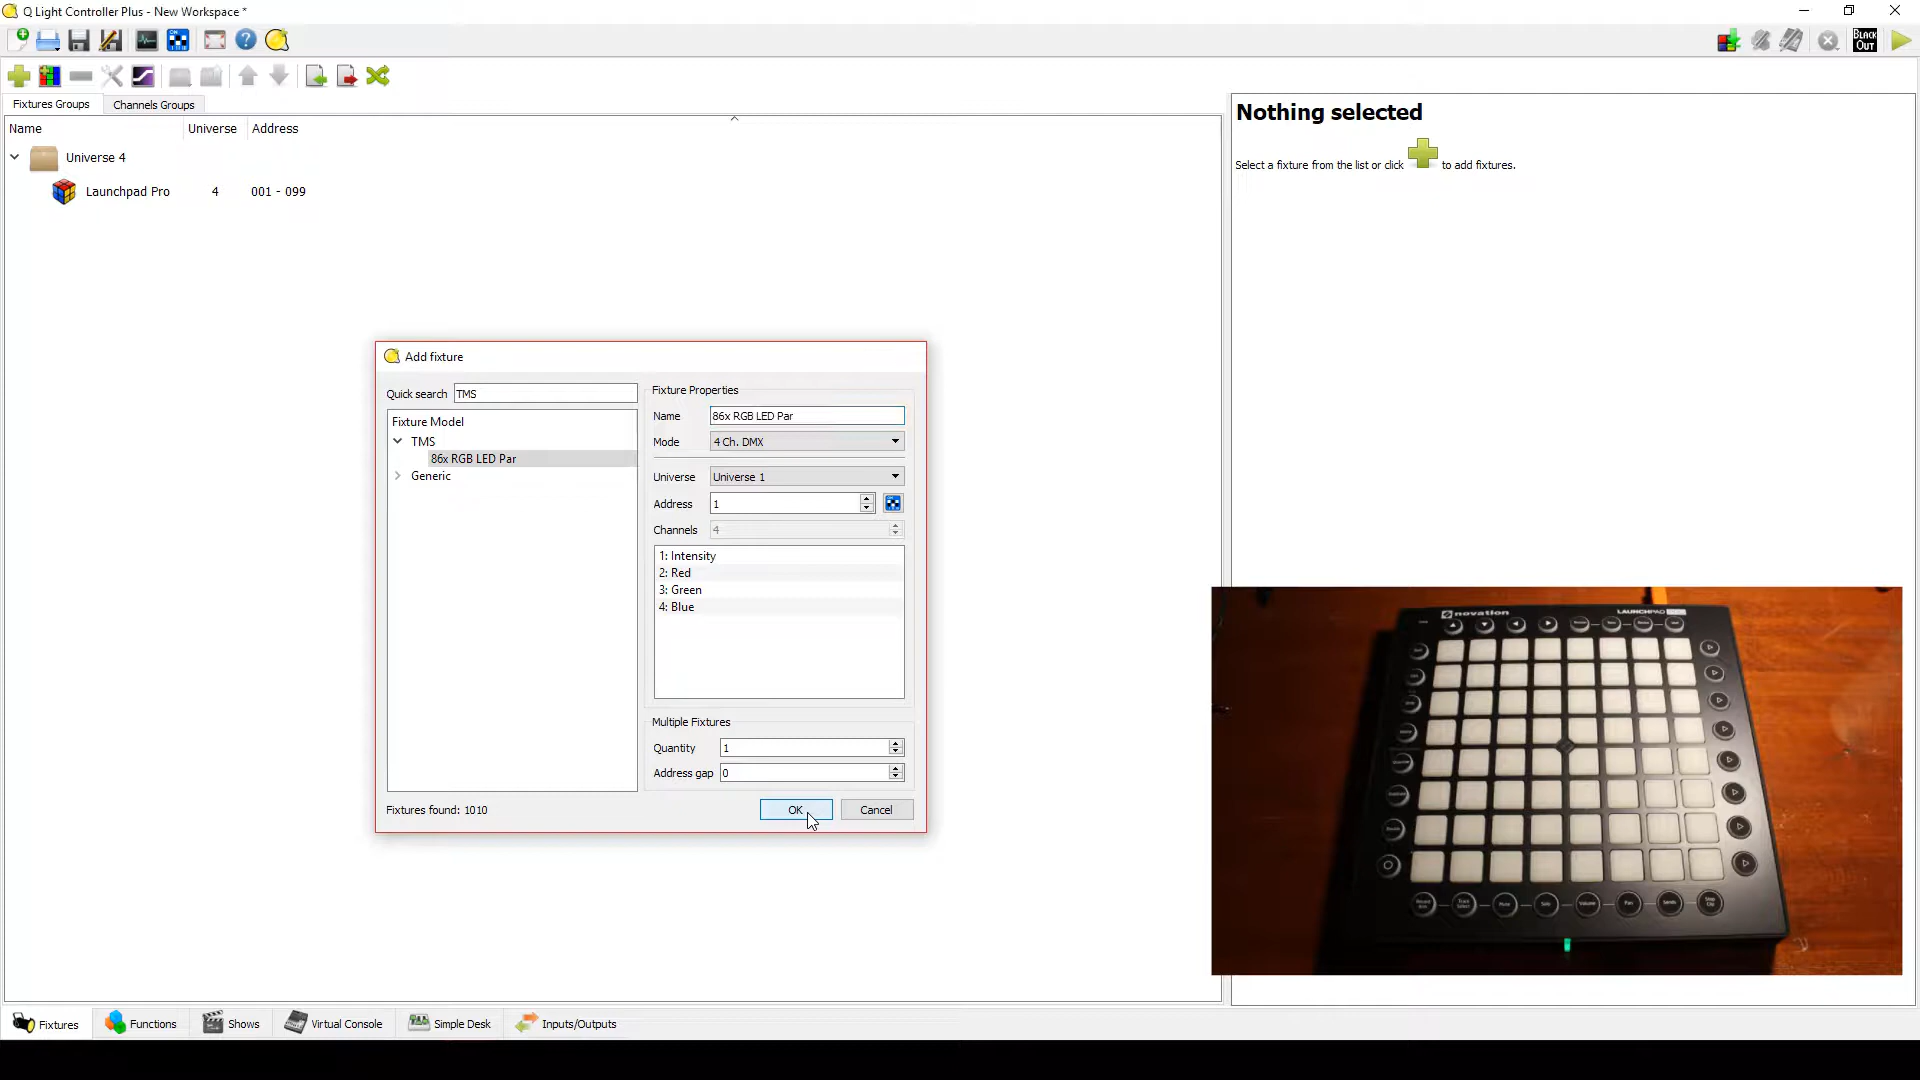 Q Light Controller Plus - New Workspace *
BLACK
OUT
Fixtures Groups
Channels Groups
Name
Universe
Address
Universe 4
Launchpad Pro
4
001 - 099
Nothing selected
Select a fixture from the list or click to add fixtures.
Add fixture
Quick search
TMS
Fixture Model
TMS
86x RGB LED Par
Generic
Fixtures found: 1010
Fixture Properties
Name
86x RGB LED Par
Mode
4 Ch. DMX
Universe
Universe 1
Address
1
Channels
4
1: Intensity
2: Red
3: Green
4: Blue
Multiple Fixtures
Quantity
1
Address gap
0
OK
Cancel
novation
LAUNCHPAD
Fixtures
Functions
Shows
Virtual Console
Simple Desk
Inputs/Outputs